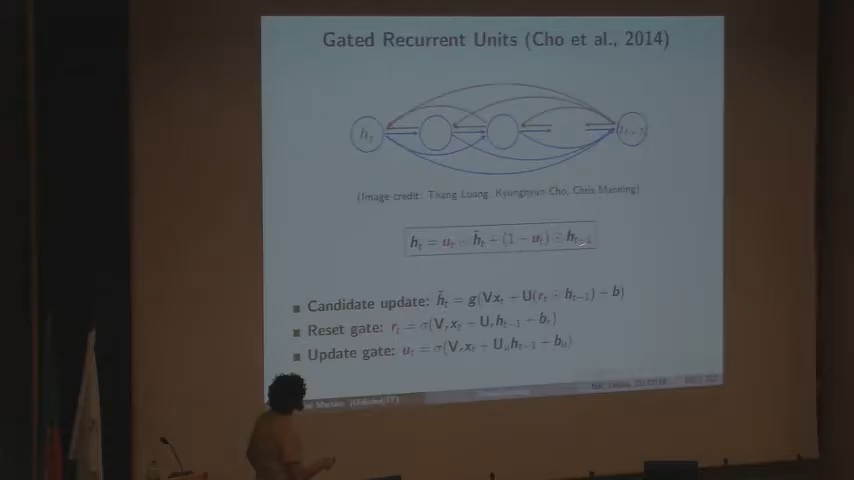 Gated Recurrent Units (Cho et al., 2014)
h_t
(Image credit: Thang Luong, Kyunghyun Cho, Chris Manning)
h_t = u_t ⊙ h̃_t + (1 − u_t) ⊙ h_{t−1}
■ Candidate update: h̃_t = g(Vx_t + U(r_t ⊙ h_{t−1}) + b)
■ Reset gate: r_t = σ(V_r x_t + U_r h_{t−1} + b_r)
■ Update gate: u_t = σ(V_u x_t + U_u h_{t−1} + b_u)